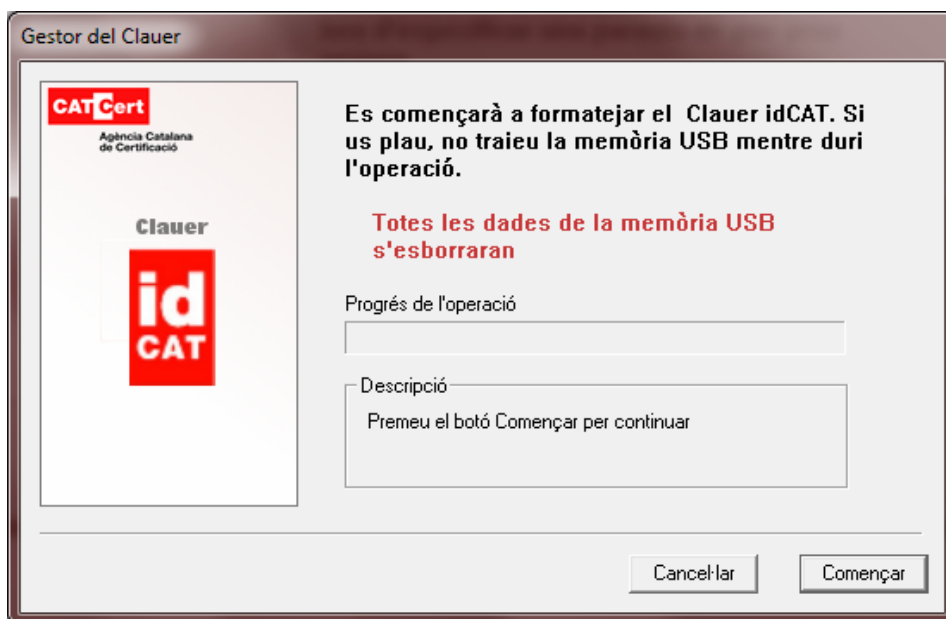 Gestor del Clauer
CATCert
Agència Catalana
de Certificació
Clauer
id
CAT
Es començarà a formatejar el  Clauer idCAT. Si
us plau, no traieu la memòria USB mentre duri
l'operació.
Totes les dades de la memòria USB
s'esborraran
Progrés de l'operació
Descripció
Premeu el botó Començar per continuar
Cancel·lar
Començar